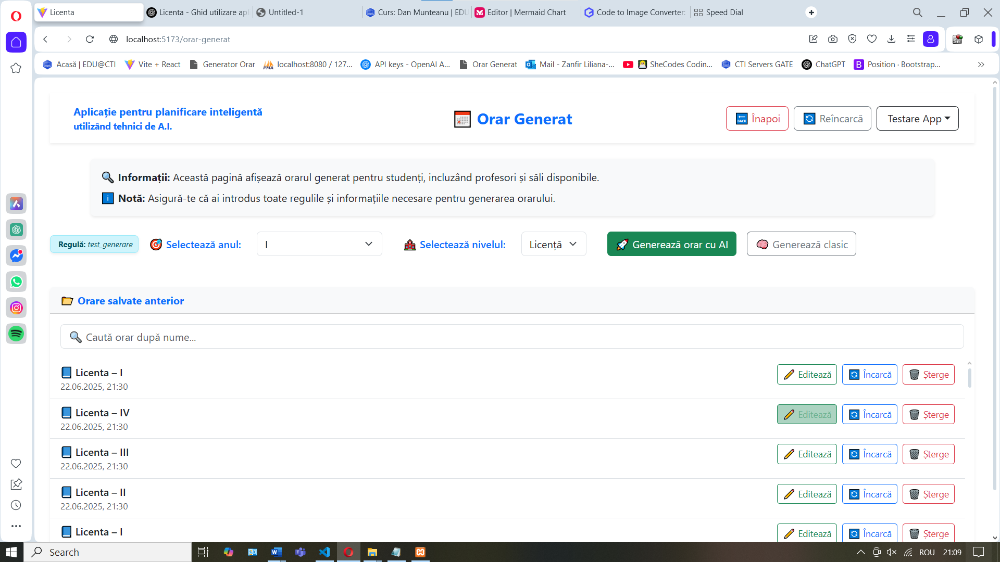 Licenta
Licenta - Ghid utilizare apl
Untitled-1
Curs: Dan Munteanu | EDU
Editor | Mermaid Chart
Code to Image Converter:
Speed Dial
localhost:5173/orar-generat
Acasă | EDU@CTI
Vite + React
Generator Orar
localhost:8080 / 127...
API keys - OpenAI A...
Orar Generat
Mail - Zanfir Liliana-...
SheCodes Codin...
CTI Servers GATE
ChatGPT
Position · Bootstrap...
Aplicație pentru planificare inteligentă
utilizând tehnici de A.I.
Orar Generat
BACK Înapoi
Reîncarcă
Testare App
Informații: Această pagină afișează orarul generat pentru studenți, incluzând profesori și săli disponibile.
Notă: Asigură-te că ai introdus toate regulile și informațiile necesare pentru generarea orarului.
Regulă: test_generare
Selectează anul:
I
Selectează nivelul:
Licență
Generează orar cu AI
Generează clasic
Orare salvate anterior
Caută orar după nume...
Licenta – I
22.06.2025, 21:30
Editează
Încarcă
Șterge
Licenta – IV
22.06.2025, 21:30
Editează
Încarcă
Șterge
Licenta – III
22.06.2025, 21:30
Editează
Încarcă
Șterge
Licenta – II
22.06.2025, 21:30
Editează
Încarcă
Șterge
Licenta – I
Editează
Încarcă
Șterge
Search
ROU
21:09